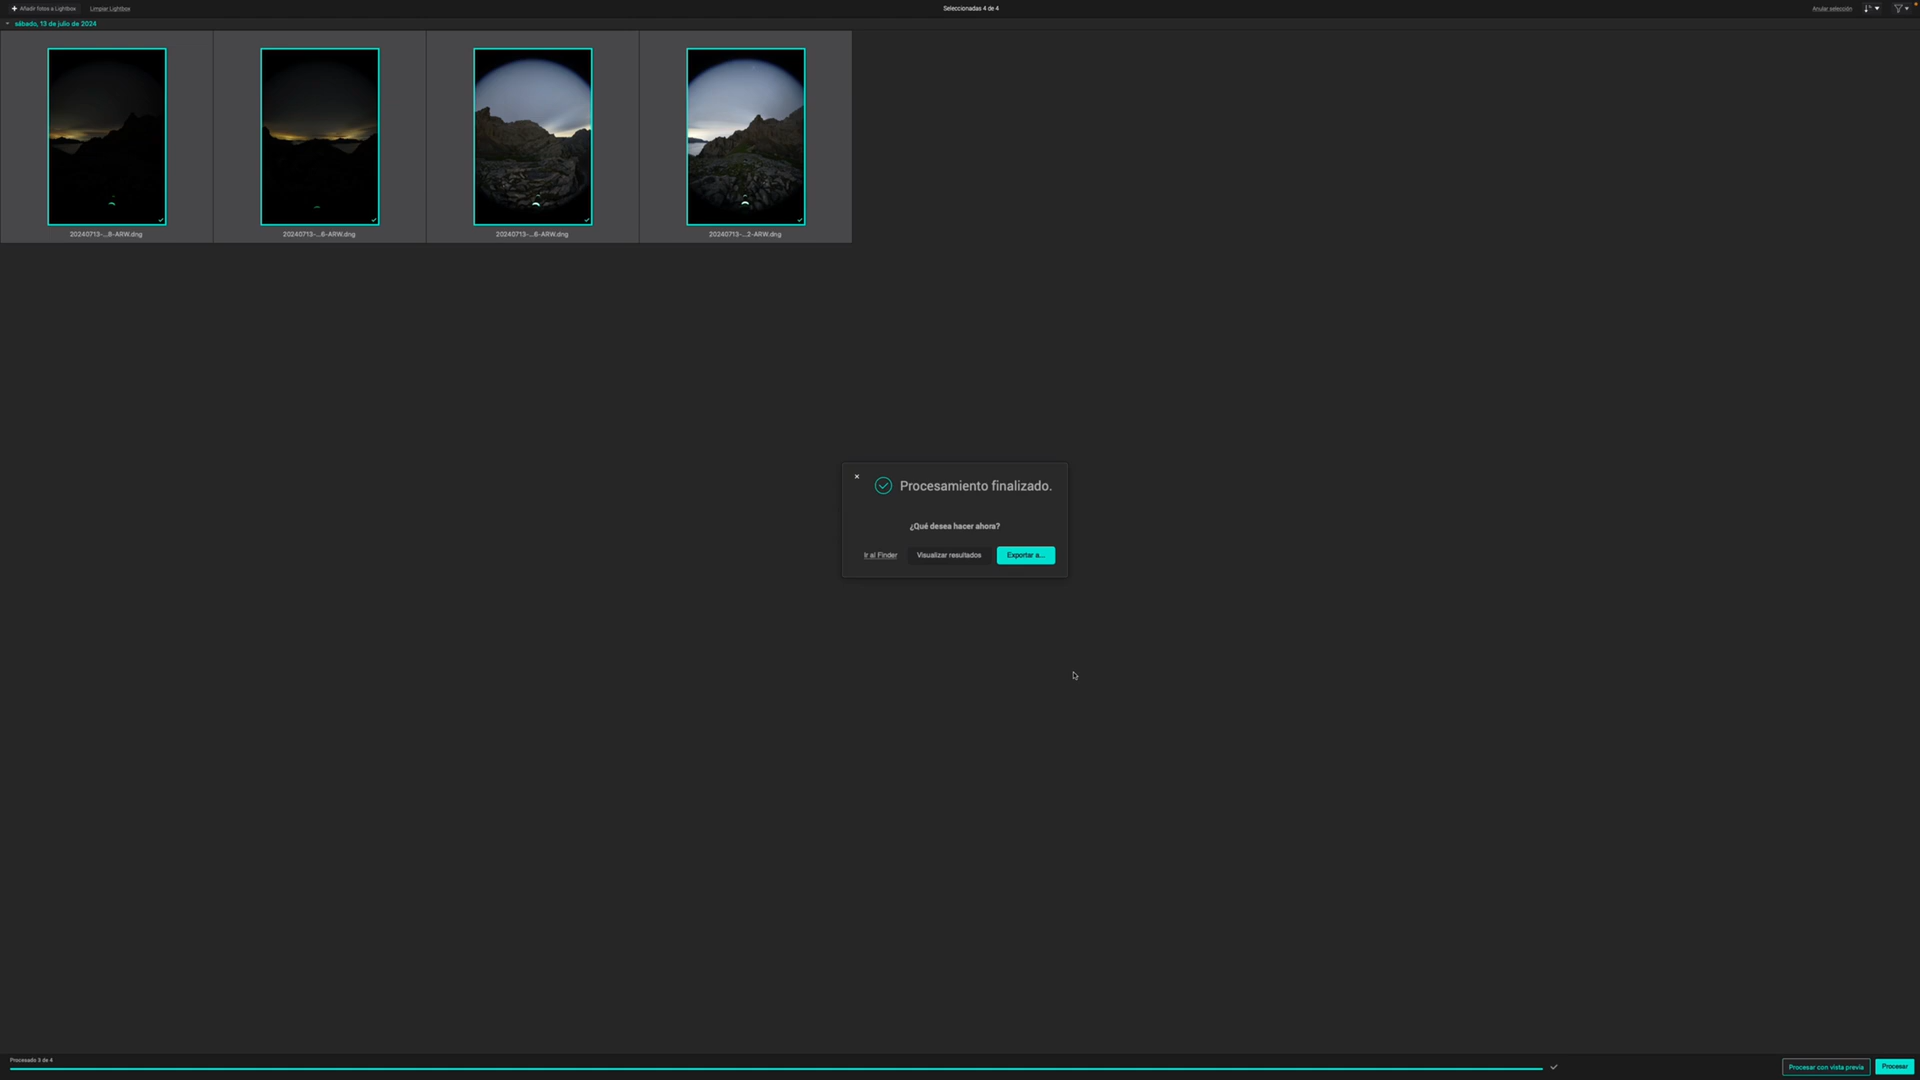 Añadir fotos a Lightbox
Limpiar Lightbox
Seleccionadas 4 de 4
Anular selección
sábado, 13 de julio de 2024
20240713-...8-ARW.dng
20240713-...6-ARW.dng
20240713-...6-ARW.dng
20240713-...2-ARW.dng
Procesamiento finalizado.
¿Qué desea hacer ahora?
Ir al Finder
Visualizar resultados
Exportar a...
Procesado 3 de 4
Procesar con vista previa
Procesar